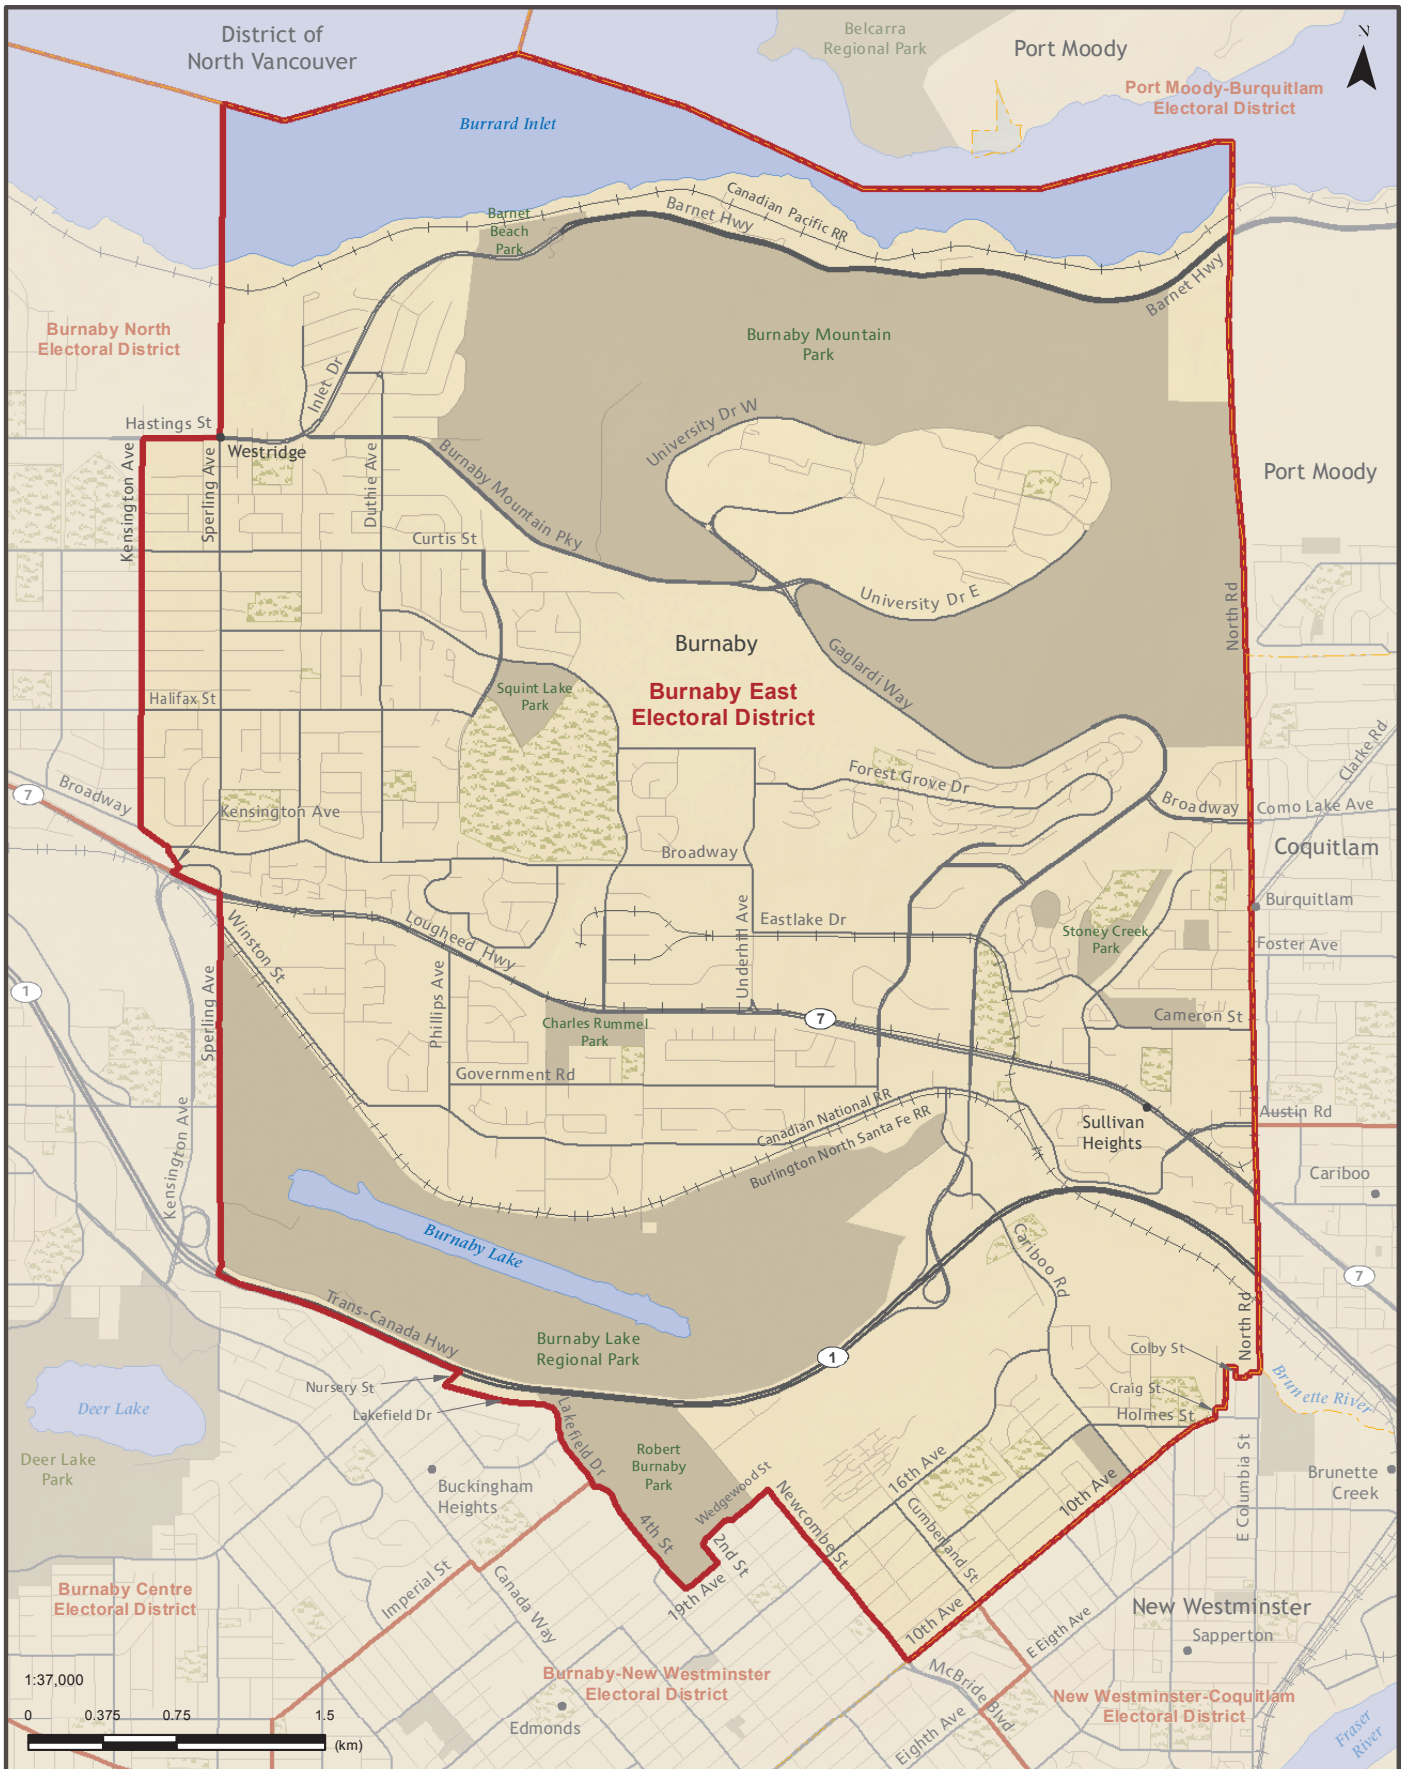 District of
North Vancouver
Belcarra
Regional Park
Port Moody
N
Port Moody-Burquitlam
Electoral District
Burrard Inlet
Canadian Pacific RR
Barnet Hwy
Barnet
Beach
Park
Barnet Hwy
Burnaby North
Electoral District
Burnaby Mountain
Park
Inlet Dr
University Dr W
Hastings St
Westridge
Kensington Ave
Sperling Ave
Duthie Ave
Burnaby Mountain Pky
Port Moody
Curtis St
University Dr E
North Rd
Burnaby
Gaglardi Way
Squint Lake
Park
Burnaby East
Electoral District
Halifax St
Clarke Rd
Broadway
7
Forest Grove Dr
Broadway
Como Lake Ave
Kensington Ave
Broadway
Coquitlam
Burquitlam
Underhill Ave
Eastlake Dr
Winston St
Lougheed Hwy
Stoney Creek
Park
Foster Ave
1
Sperling Ave
Phillips Ave
Charles Rummel
Park
7
Cameron St
Government Rd
Canadian National RR
Burlington North Santa Fe RR
Sullivan
Heights
Austin Rd
Kensington Ave
Cariboo
Burnaby Lake
Cariboo Rd
7
Trans-Canada Hwy
North Rd
Burnaby Lake
Regional Park
1
Colby St
Nursery St
Craig St
Brunette River
Deer Lake
Lakefield Dr
Lakefield Dr
Holmes St
Deer Lake
Park
Buckingham
Heights
Robert
Burnaby
Park
Wedgewood St
16th Ave
10th Ave
E Columbia St
Brunette
Creek
4th St
2nd St
Newcombe St
Cumberland St
Burnaby Centre
Electoral District
Imperial St
Canada Way
19th Ave
10th Ave
E Eigth Ave
New Westminster
Sapperton
Burnaby-New Westminster
Electoral District
McBride Blvd
New Westminster-Coquitlam
Electoral District
1:37,000
0 0.375 0.75 1.5
(km)
Edmonds
Eighth Ave
Fraser
River